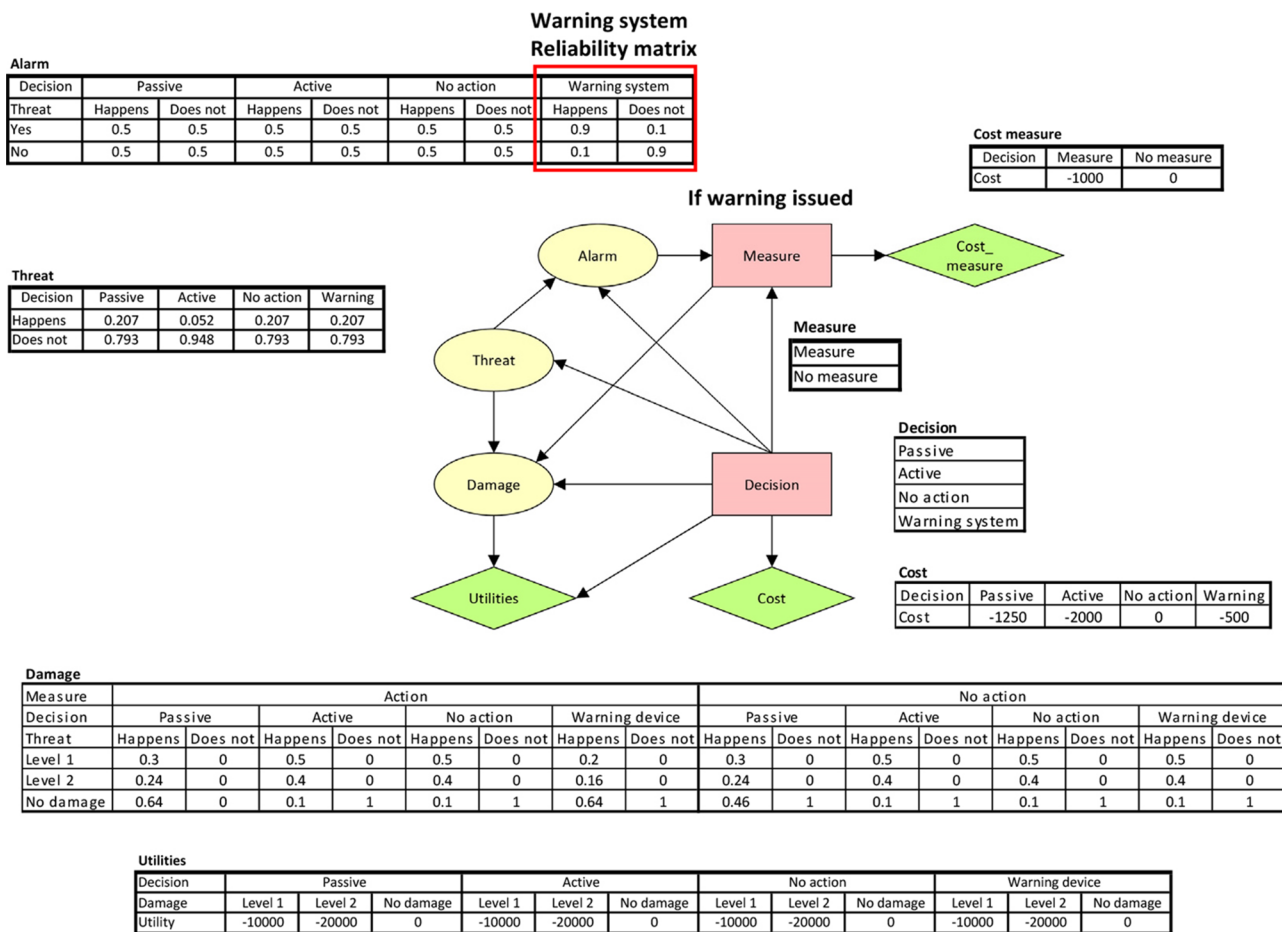 Warning system
Reliability matrix
Alarm
Decision Passive Active No action Warning system
Threat Happens Does not Happens Does not Happens Does not Happens Does not
Yes 0.5 0.5 0.5 0.5 0.5 0.5 0.9 0.1
No 0.5 0.5 0.5 0.5 0.5 0.5 0.1 0.9
Cost measure
Decision Measure No measure
Cost -1000 0
If warning issued
Alarm
Measure
Cost_
measure
Threat
Decision Passive Active No action Warning
Happens 0.207 0.052 0.207 0.207
Does not 0.793 0.948 0.793 0.793
Threat
Measure
Measure
No measure
Decision
Passive
Active
No action
Warning system
Damage
Decision
Utilities
Cost
Cost
Decision Passive Active No action Warning
Cost -1250 -2000 0 -500
Damage
Measure Action No action
Decision Passive Active No action Warning device Passive Active No action Warning device
Threat Happens Does not Happens Does not Happens Does not Happens Does not Happens Does not Happens Does not Happens Does not Happens Does not
Level 1 0.3 0 0.5 0 0.5 0 0.2 0 0.3 0 0.5 0 0.5 0 0.5 0
Level 2 0.24 0 0.4 0 0.4 0 0.16 0 0.24 0 0.4 0 0.4 0 0.4 0
No damage 0.64 0 0.1 1 0.1 1 0.64 1 0.46 1 0.1 1 0.1 1 0.1 1
Utilities
Decision Passive Active No action Warning device
Damage Level 1 Level 2 No damage Level 1 Level 2 No damage Level 1 Level 2 No damage Level 1 Level 2 No damage
Utility -10000 -20000 0 -10000 -20000 0 -10000 -20000 0 -10000 -20000 0